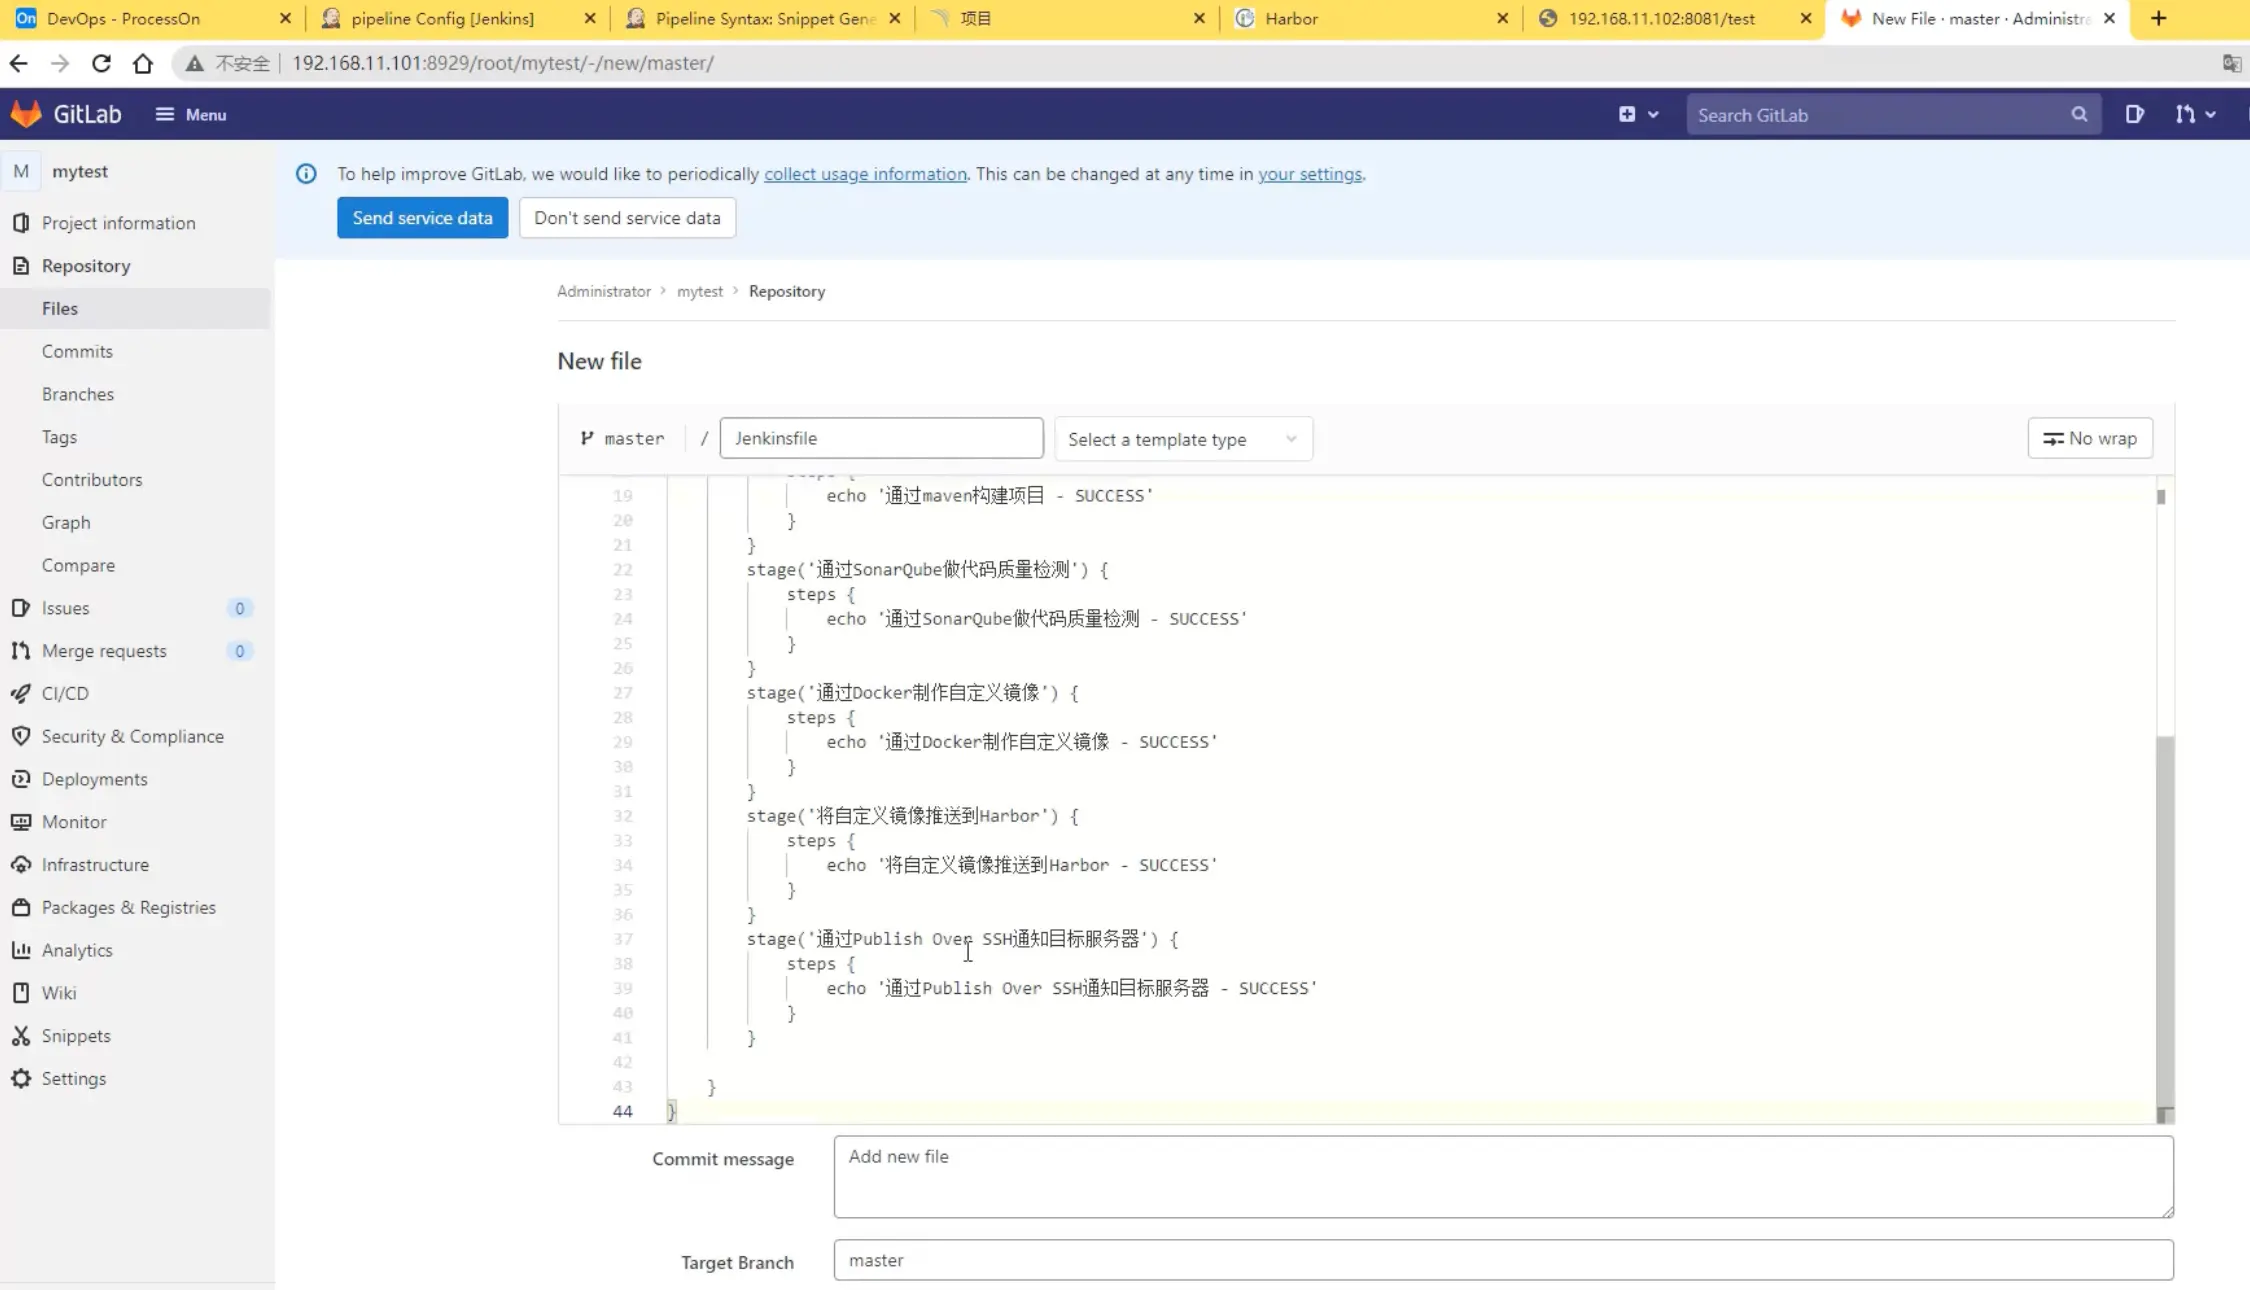 DevOps - ProcessOn
pipeline Config [Jenkins]
Pipeline Syntax: Snippet Gene
项目
Harbor
192.168.11.102:8081/test
New File · master · Administra
不安全
192.168.11.101:8929/root/mytest/-/new/master/
GitLab
Menu
Search GitLab
M mytest
Project information
Repository
Files
Commits
Branches
Tags
Contributors
Graph
Compare
Issues 0
Merge requests 0
CI/CD
Security & Compliance
Deployments
Monitor
Infrastructure
Packages & Registries
Analytics
Wiki
Snippets
Settings
To help improve GitLab, we would like to periodically collect usage information. This can be changed at any time in your settings.
Send service data
Don't send service data
Administrator > mytest > Repository
New file
master / Jenkinsfile
Select a template type
No wrap
19 echo '通过maven构建项目 - SUCCESS'
20 }
21 }
22 stage('通过SonarQube做代码质量检测') {
23 steps {
24 echo '通过SonarQube做代码质量检测 - SUCCESS'
25 }
26 }
27 stage('通过Docker制作自定义镜像') {
28 steps {
29 echo '通过Docker制作自定义镜像 - SUCCESS'
30 }
31 }
32 stage('将自定义镜像推送到Harbor') {
33 steps {
34 echo '将自定义镜像推送到Harbor - SUCCESS'
35 }
36 }
37 stage('通过Publish Over SSH通知目标服务器') {
38 steps {
39 echo '通过Publish Over SSH通知目标服务器 - SUCCESS'
40 }
41 }
42
43 }
44 }
Commit message
Add new file
Target Branch
master